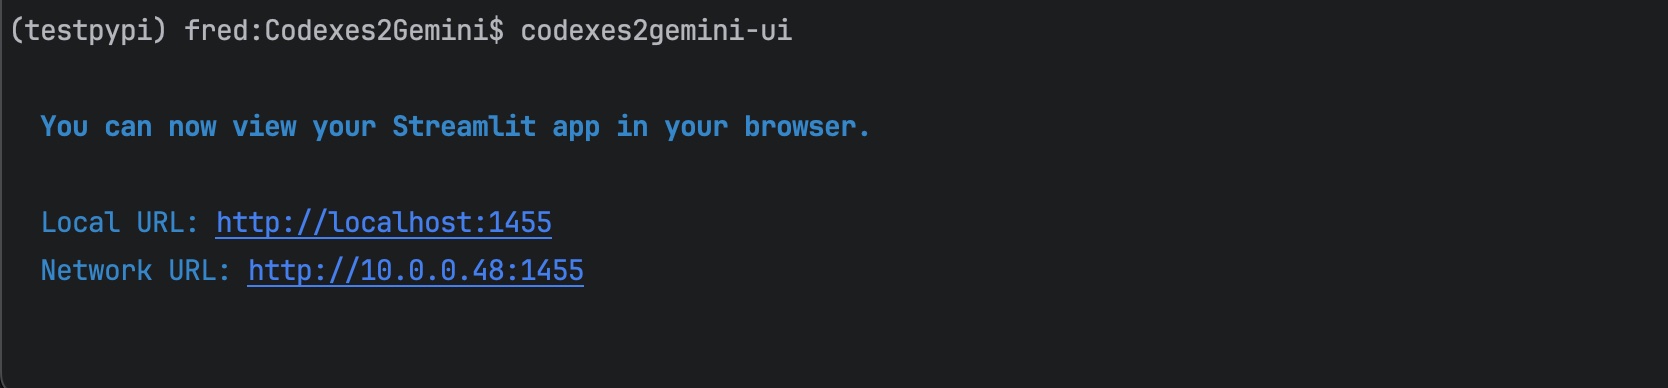 (testpypi) fred:Codexes2Gemini$ codexes2gemini-ui
You can now view your Streamlit app in your browser.
Local URL: http://localhost:1455
Network URL: http://10.0.0.48:1455